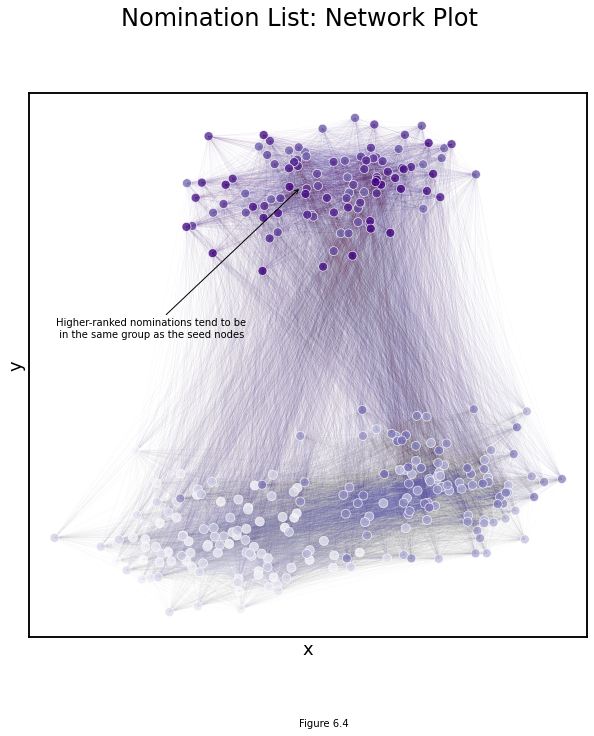 Nomination List: Network Plot
Higher-ranked nominations tend to be
in the same group as the seed nodes
y
x
Figure 6.4